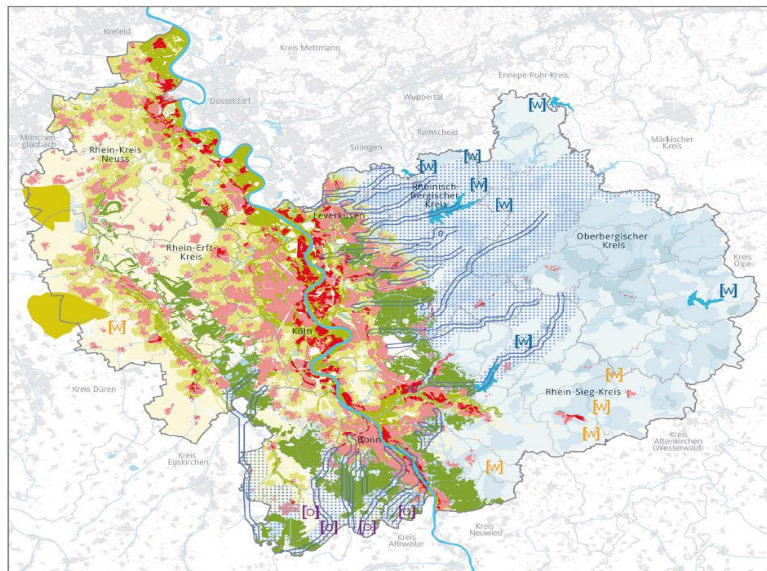 Krefeld
Kreis Mettmann
Ennepe-Ruhr-Kreis
Düsseldorf
Wuppertal
[W]
Mönchen-
gladbach
Remscheid
Märkischer
Kreis
Rhein-Kreis
Neuss
Solingen
[W]
[W]
Rheinisch-
Bergischer
Kreis
[W]
[W]
Leverkusen
Oberbergischer
Kreis
Rhein-Erft-
Kreis
Kreis
Olpe
[W]
[W]
Köln
[W]
[W]
Kreis Düren
Rhein-Sieg-Kreis
[W]
[W]
Kreis
Altenkirchen
(Westerwald)
Bonn
Kreis
Euskirchen
[W]
[O]
[O]
[O]
[O]
Kreis
Ahrweiler
Kreis
Neuwied